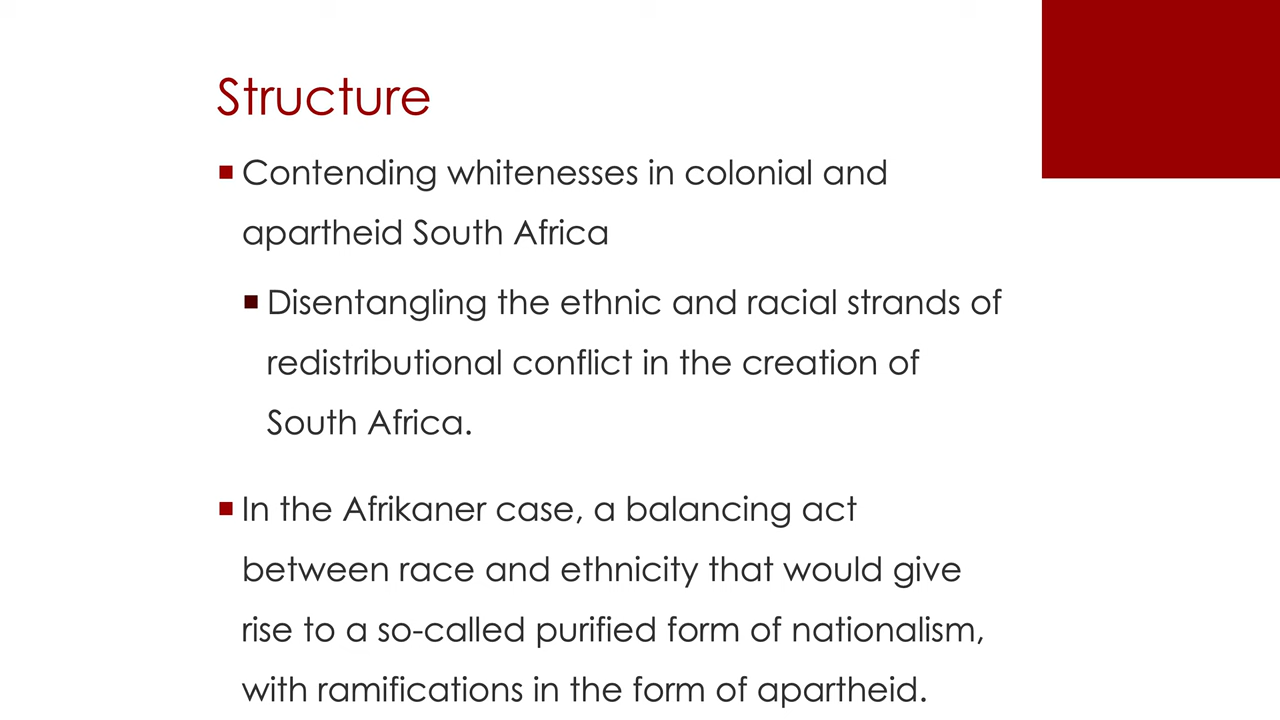 Structure
Contending whitenesses in colonial and
apartheid South Africa
Disentangling the ethnic and racial strands of
redistributional conflict in the creation of
South Africa.
In the Afrikaner case, a balancing act
between race and ethnicity that would give
rise to a so-called purified form of nationalism,
with ramifications in the form of apartheid.